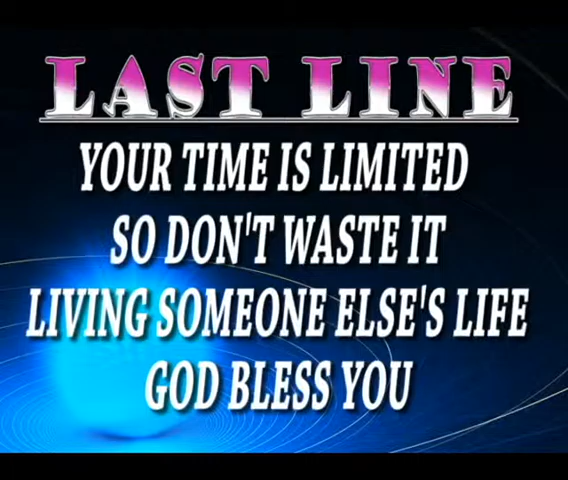 LAST LINE
YOUR TIME IS LIMITED
SO DON'T WASTE IT
LIVING SOMEONE ELSE'S LIFE
GOD BLESS YOU